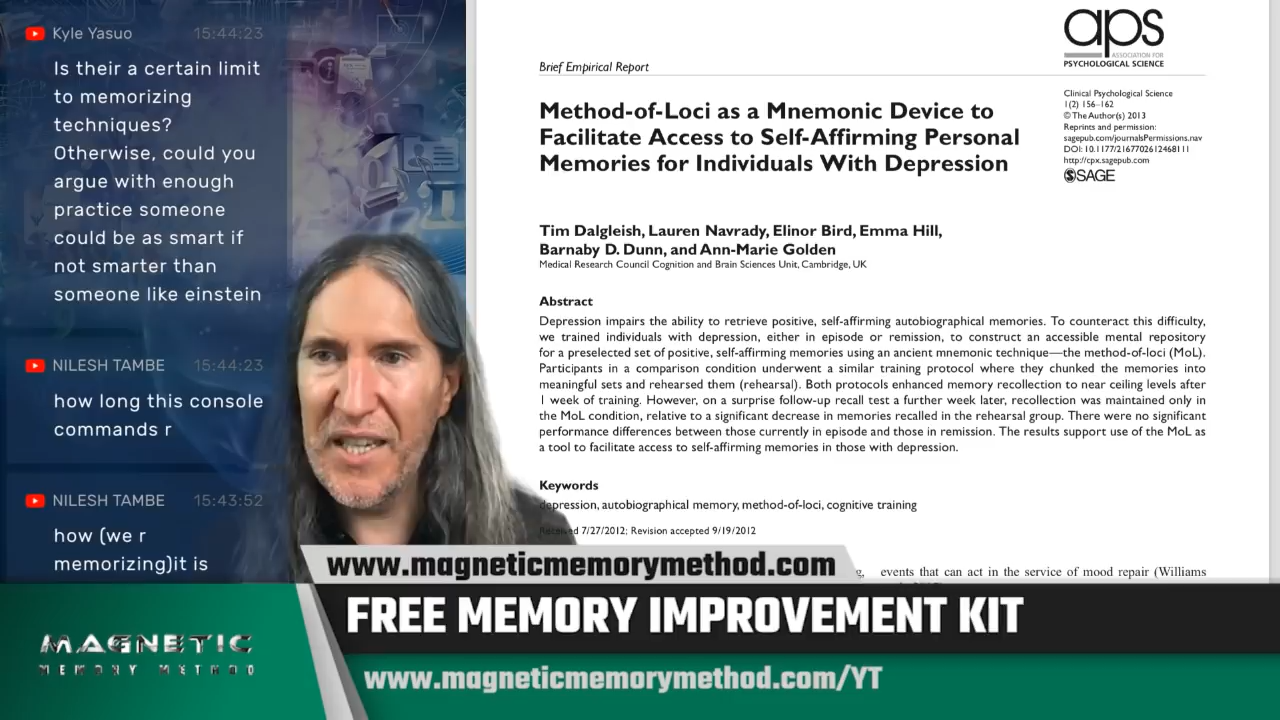 Kyle Yasuo 15:44:23
Is their a certain limit
to memorizing
techniques?
Otherwise, could you
argue with enough
practice someone
could be as smart if
not smarter than
someone like einstein
NILESH TAMBE 15:44:23
how long this console
commands r
NILESH TAMBE 15:43:52
how (we r
memorizing)it is
aps
ASSOCIATION FOR
PSYCHOLOGICAL SCIENCE
Brief Empirical Report
Method-of-Loci as a Mnemonic Device to
Facilitate Access to Self-Affirming Personal
Memories for Individuals With Depression
Clinical Psychological Science
1(2) 156–162
© The Author(s) 2013
Reprints and permission:
sagepub.com/journalsPermissions.nav
DOI: 10.1177/2167702612468111
http://cpx.sagepub.com
SAGE
Tim Dalgleish, Lauren Navrady, Elinor Bird, Emma Hill,
Barnaby D. Dunn, and Ann-Marie Golden
Medical Research Council Cognition and Brain Sciences Unit, Cambridge, UK
Abstract
Depression impairs the ability to retrieve positive, self-affirming autobiographical memories. To counteract this difficulty,
we trained individuals with depression, either in episode or remission, to construct an accessible mental repository
for a preselected set of positive, self-affirming memories using an ancient mnemonic technique—the method-of-loci (MoL).
Participants in a comparison condition underwent a similar training protocol where they chunked the memories into
meaningful sets and rehearsed them (rehearsal). Both protocols enhanced memory recollection to near ceiling levels after
1 week of training. However, on a surprise follow-up recall test a further week later, recollection was maintained only in
the MoL condition, relative to a significant decrease in memories recalled in the rehearsal group. There were no significant
performance differences between those currently in episode and those in remission. The results support use of the MoL as
a tool to facilitate access to self-affirming memories in those with depression.
Keywords
depression, autobiographical memory, method-of-loci, cognitive training
Received 7/27/2012; Revision accepted 9/19/2012
events that can act in the service of mood repair (Williams
www.magneticmemorymethod.com
FREE MEMORY IMPROVEMENT KIT
www.magneticmemorymethod.com/YT
MAGNETIC
MEMORY METHOD